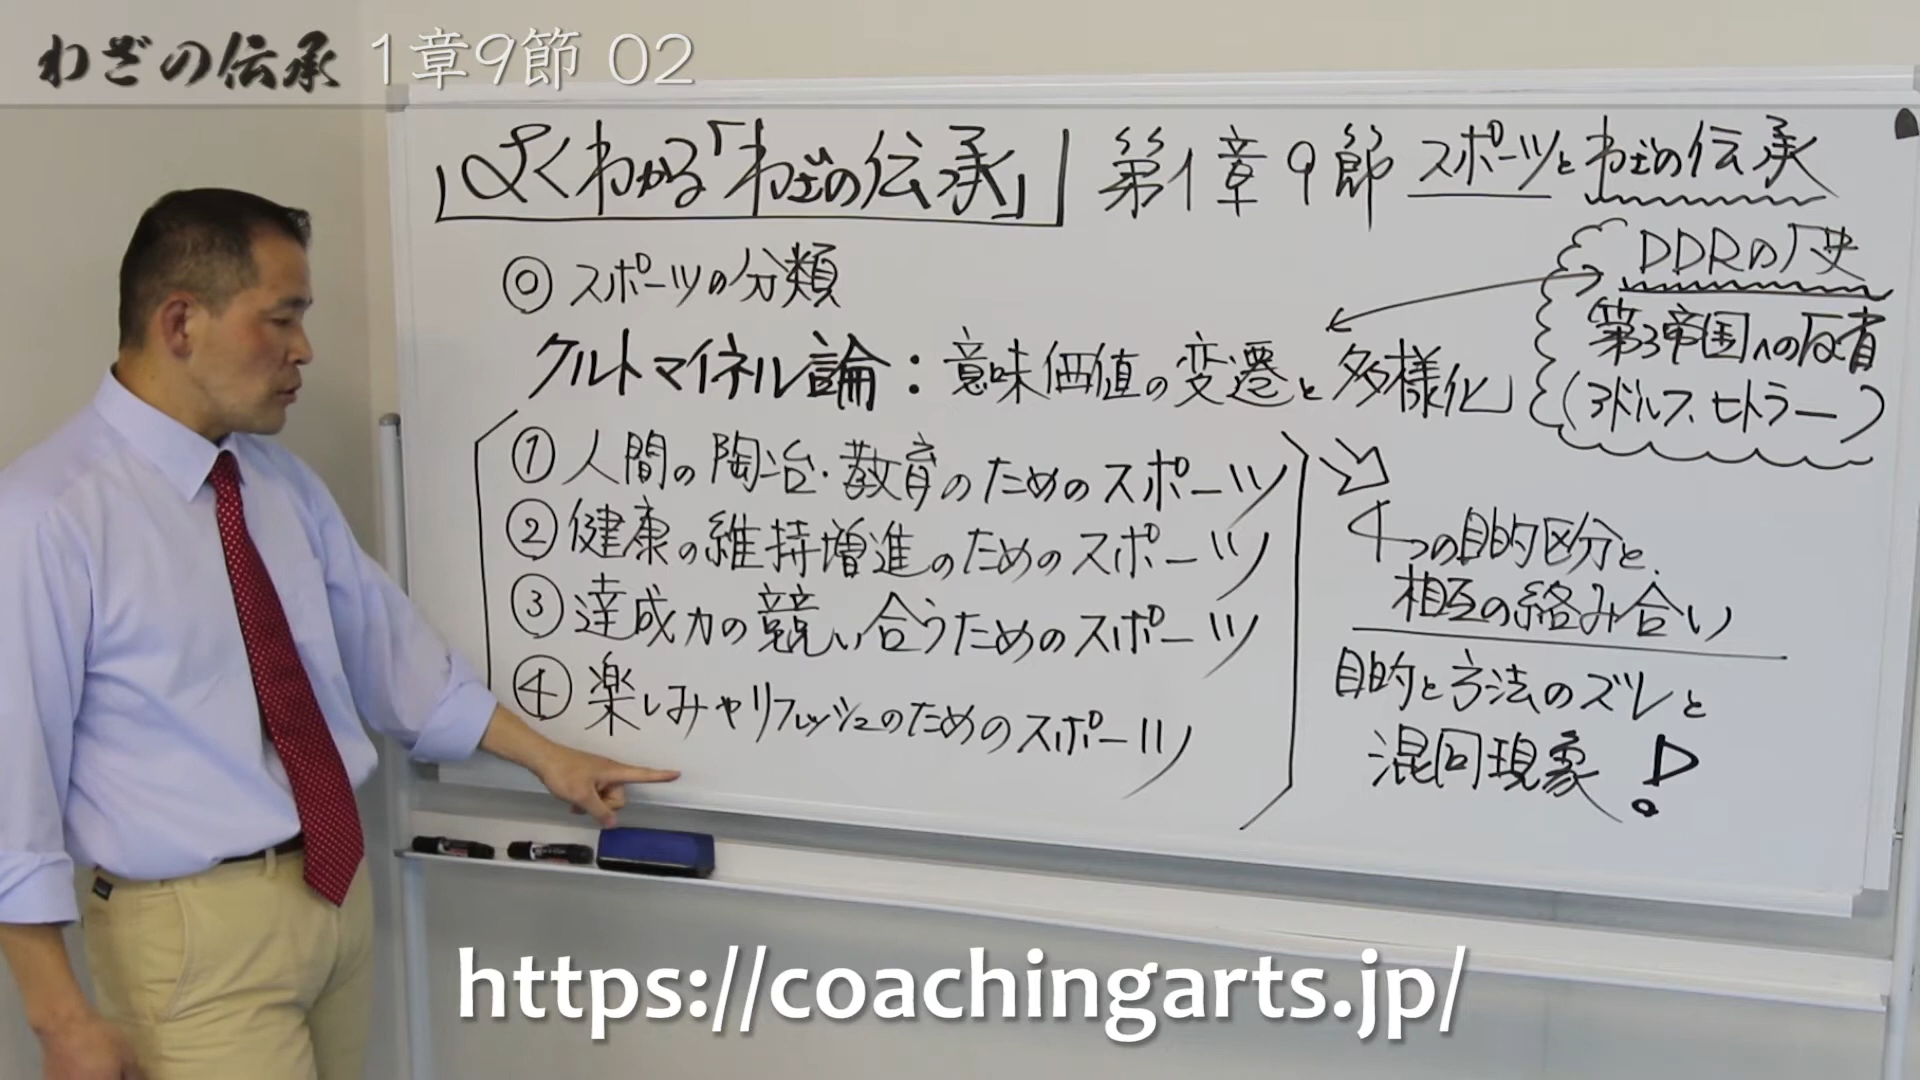 わざの伝承 1章9節 02
よくわかる「わざの伝承」 第1章9節 スポーツとわざの伝承
◎ スポーツの分類
クルトマイネル論：意味価値の変遷と多様化
DDRの歴史
第3帝国への反省
(アドルフ、ヒトラー)
① 人間の陶冶・教育のためのスポーツ
② 健康の維持増進のためのスポーツ
③ 達成力の競い合うためのスポーツ
④ 楽しみやリフレッシュのためのスポーツ
4つの目的区分と、
相互の絡み合い
目的と方法のズレと
混同現象！
https://coachingarts.jp/